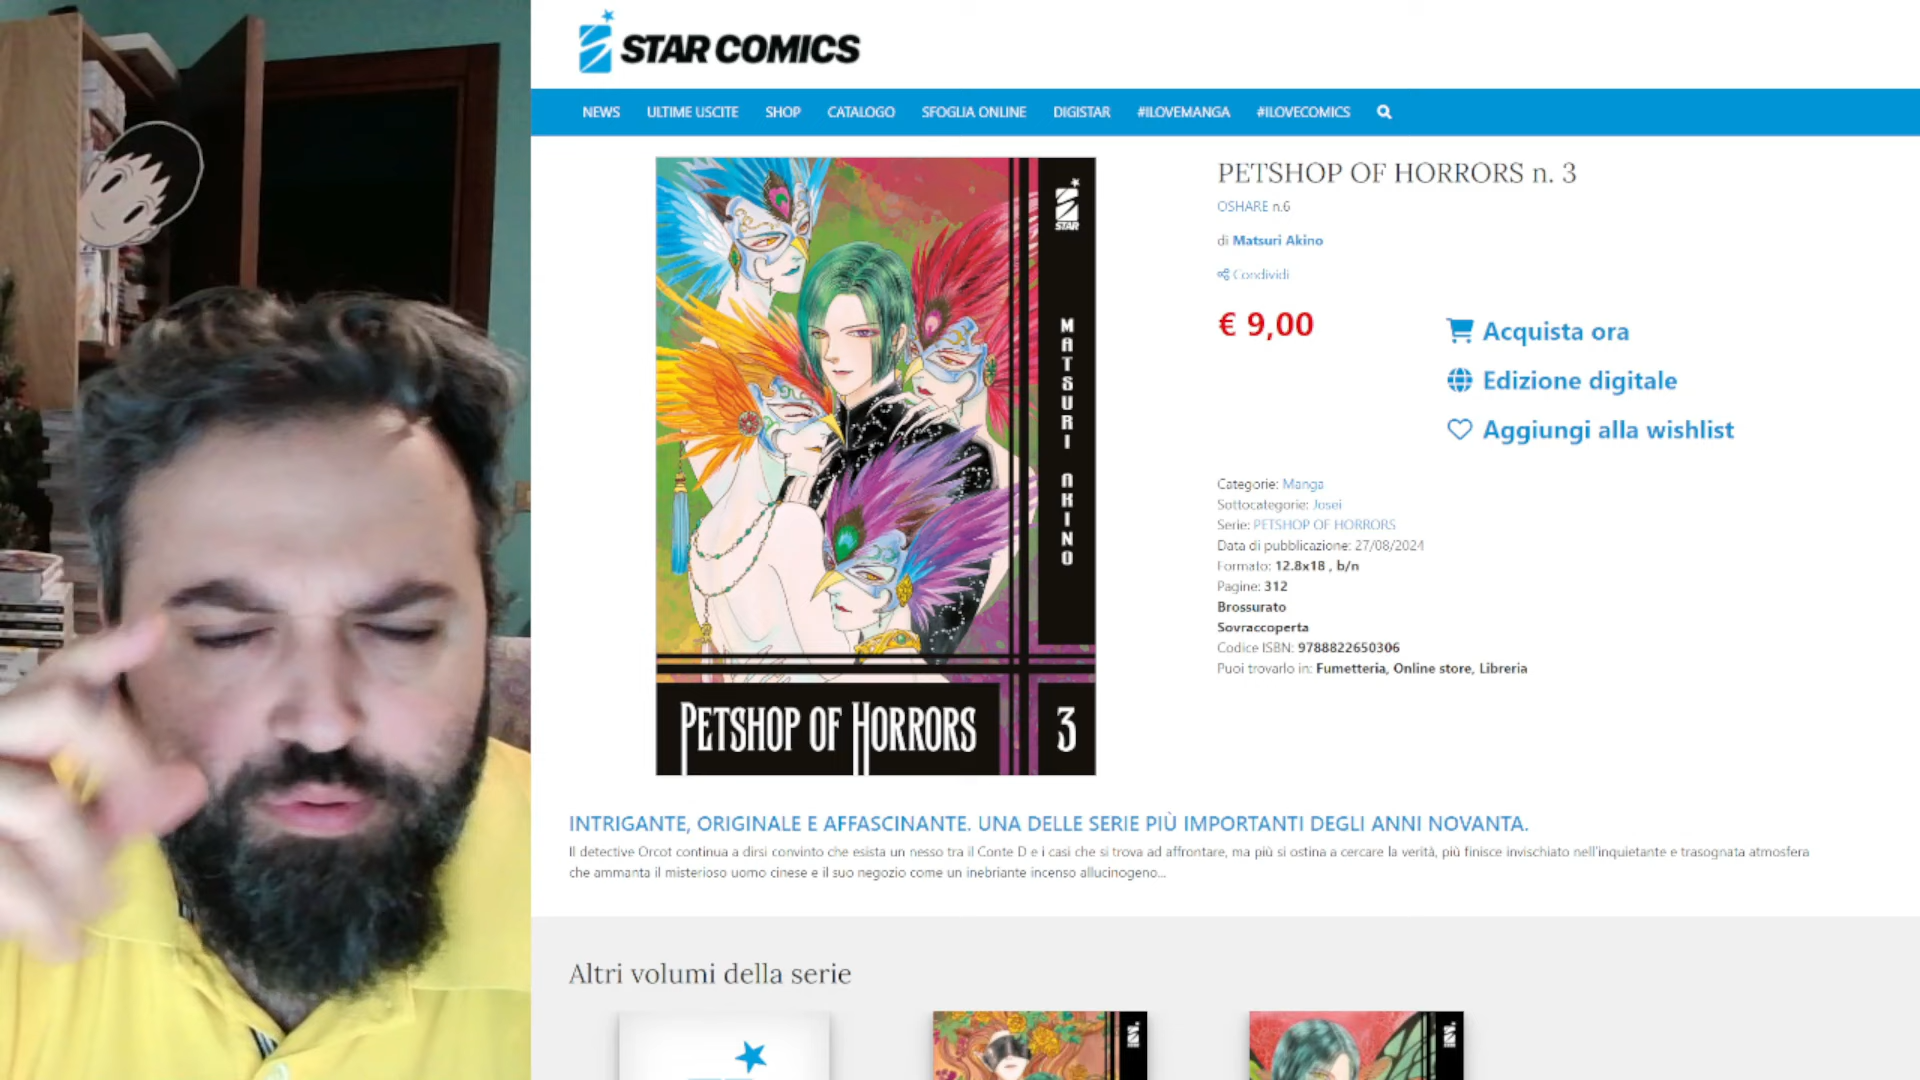 STAR COMICS
NEWS ULTIME USCITE SHOP CATALOGO SFOGLIA ONLINE DIGISTAR #ILOVEMANGA #ILOVECOMICS
STAR
MATSURI AKINO
PETSHOP OF HORRORS
3
PETSHOP OF HORRORS n. 3
OSHARE n.6
di Matsuri Akino
Condividi
€ 9,00
Acquista ora
Edizione digitale
Aggiungi alla wishlist
Categorie: Manga
Sottocategorie: Josei
Serie: PETSHOP OF HORRORS
Data di pubblicazione: 27/08/2024
Formato: 12.8x18 , b/n
Pagine: 312
Brossurato
Sovraccoperta
Codice ISBN: 9788822650306
Puoi trovarlo in: Fumetteria, Online store, Libreria
INTRIGANTE, ORIGINALE E AFFASCINANTE. UNA DELLE SERIE PIÙ IMPORTANTI DEGLI ANNI NOVANTA.
Il detective Orcot continua a dirsi convinto che esista un nesso tra il Conte D e i casi che si trova ad affrontare, ma più si ostina a cercare la verità, più finisce invischiato nell'inquietante e trasognata atmosfera
che ammanta il misterioso uomo cinese e il suo negozio come un inebriante incenso allucinogeno...
Altri volumi della serie